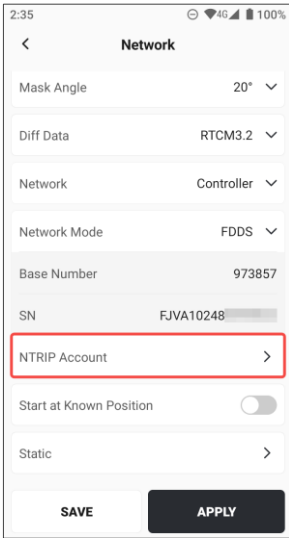 2:35 4G 100%
Network
Mask Angle 20°
Diff Data RTCM3.2
Network Controller
Network Mode FDDS
Base Number 973857
SN FJVA10248
NTRIP Account
Start at Known Position
Static
SAVE APPLY